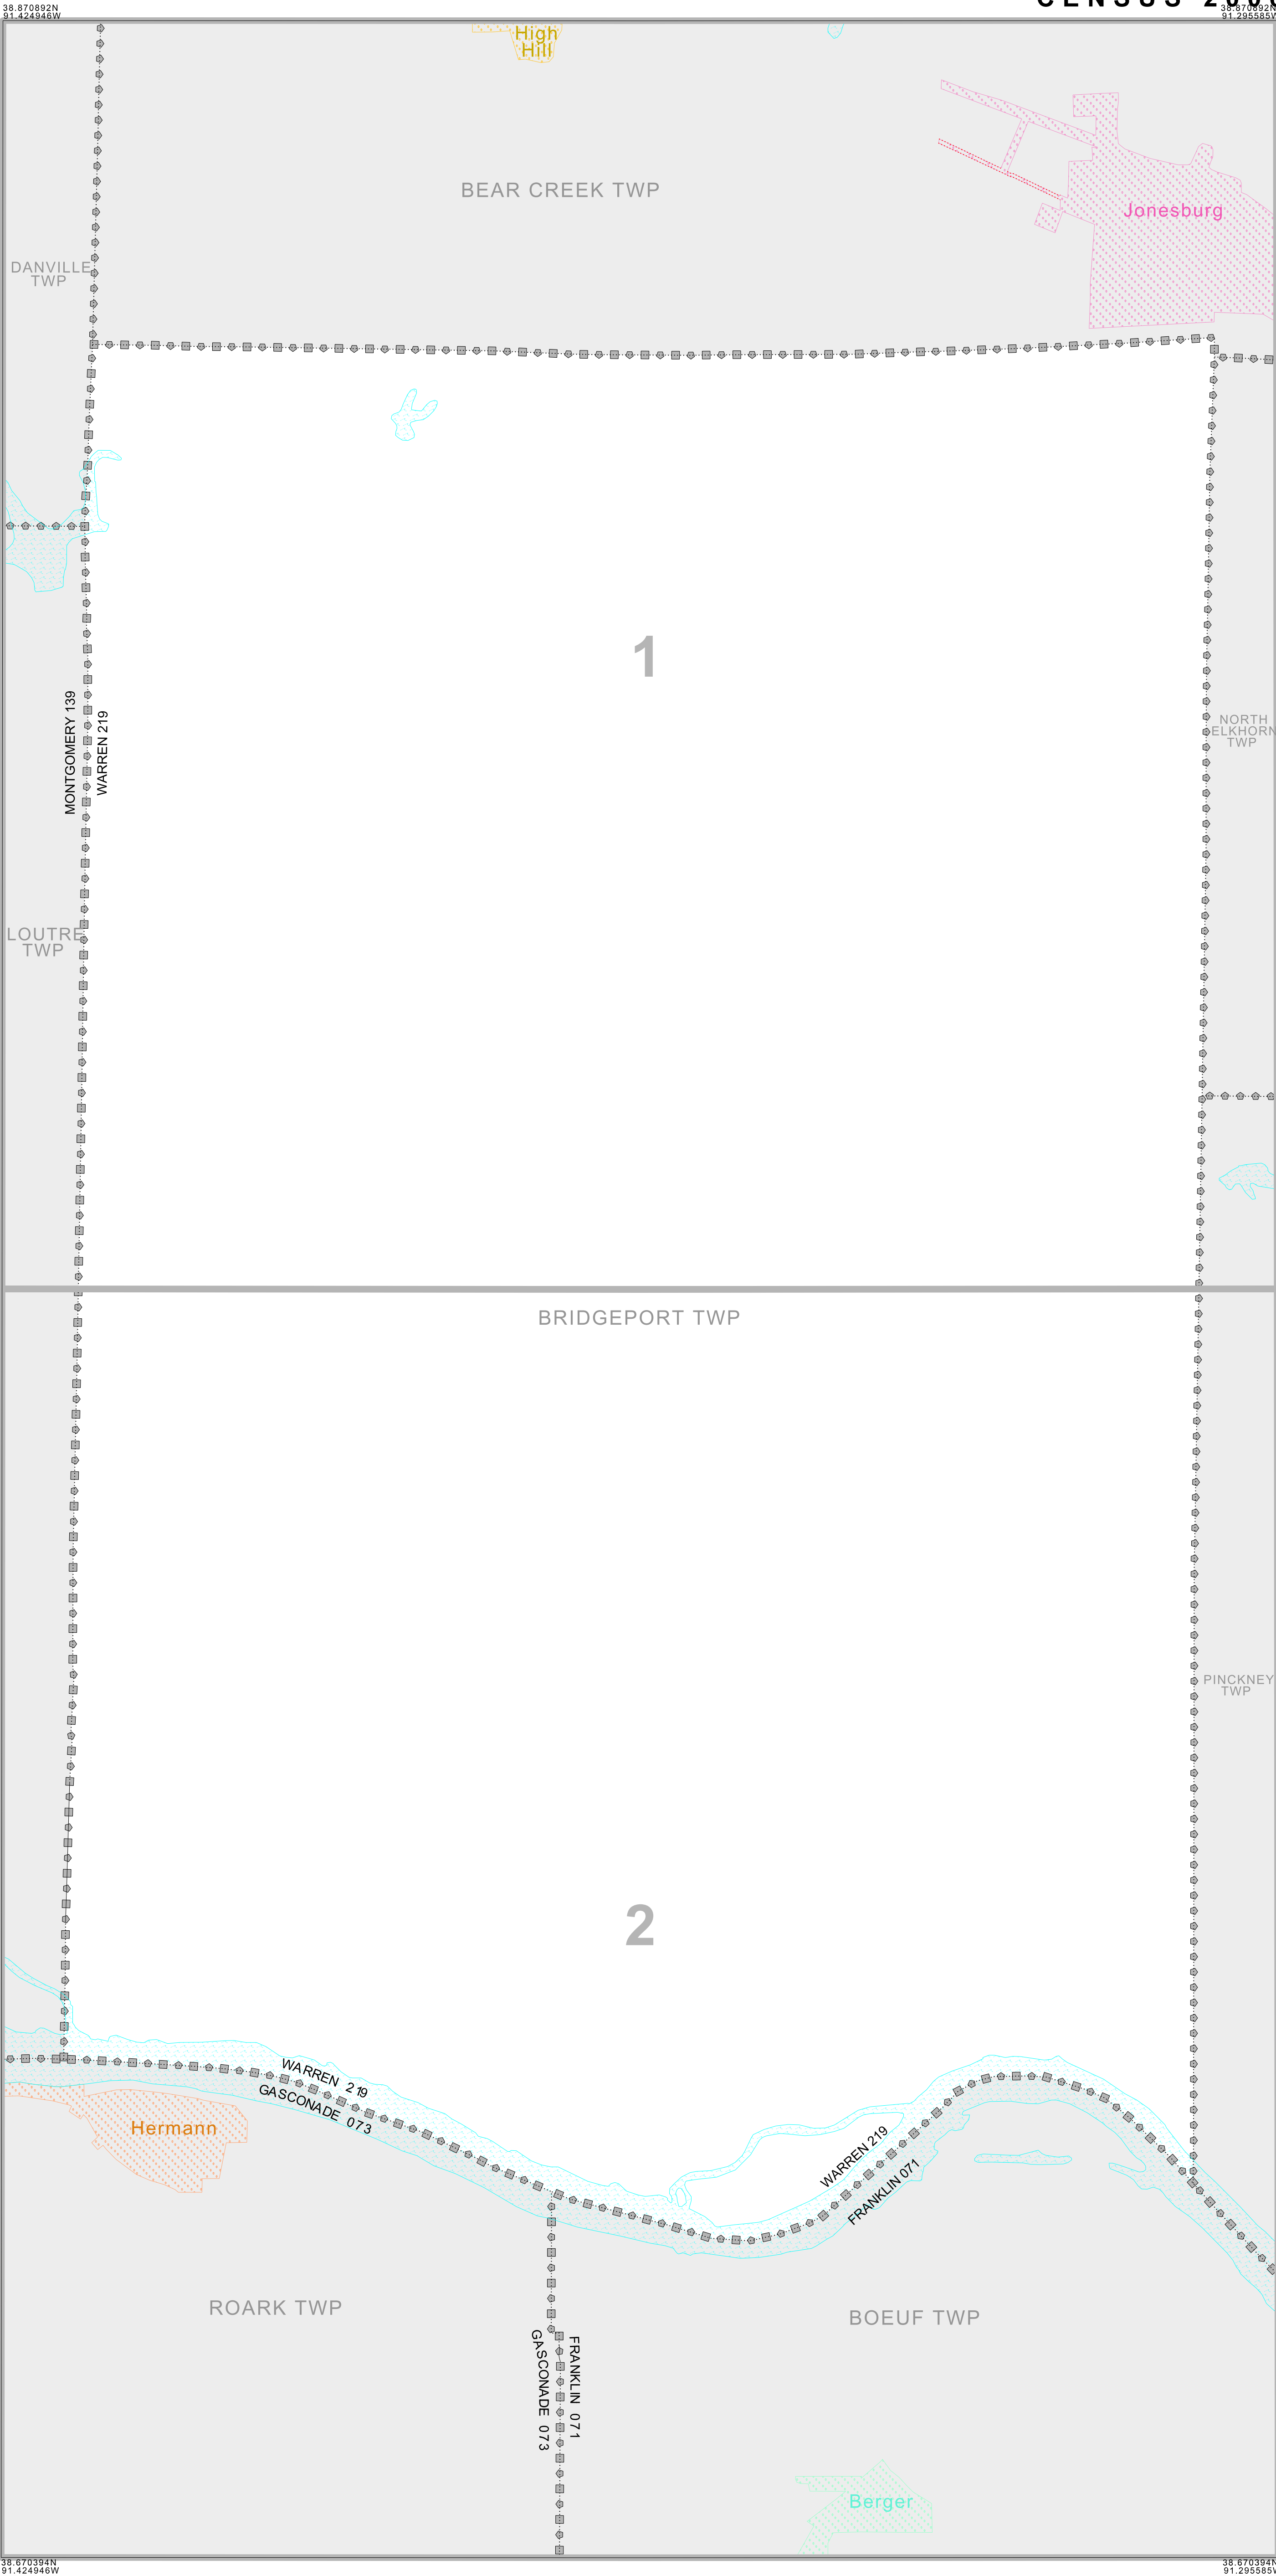 CENSUS 200
38.870892N
91.424946W
38.870892N
91.295585W
High
Hill
BEAR CREEK TWP
Jonesburg
DANVILLE
TWP
1
MONTGOMERY 139
WARREN 219
NORTH
ELKHORN
TWP
LOUTRE
TWP
BRIDGEPORT TWP
PINCKNEY
TWP
2
WARREN 219
GASCONADE 073
Hermann
WARREN 219
FRANKLIN 071
ROARK TWP
BOEUF TWP
GASCONADE 073
FRANKLIN 071
Berger
38.670394N
91.424946W
38.670394N
91.295585W